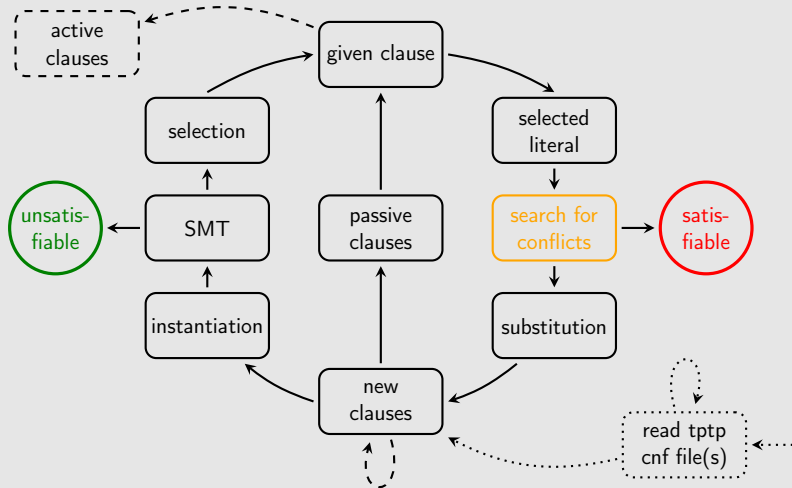 active
clauses
given clause
selection
selected
literal
unsatis-
fiable
SMT
passive
clauses
search for
conflicts
satis-
fiable
instantiation
substitution
new
clauses
read tptp
cnf file(s)